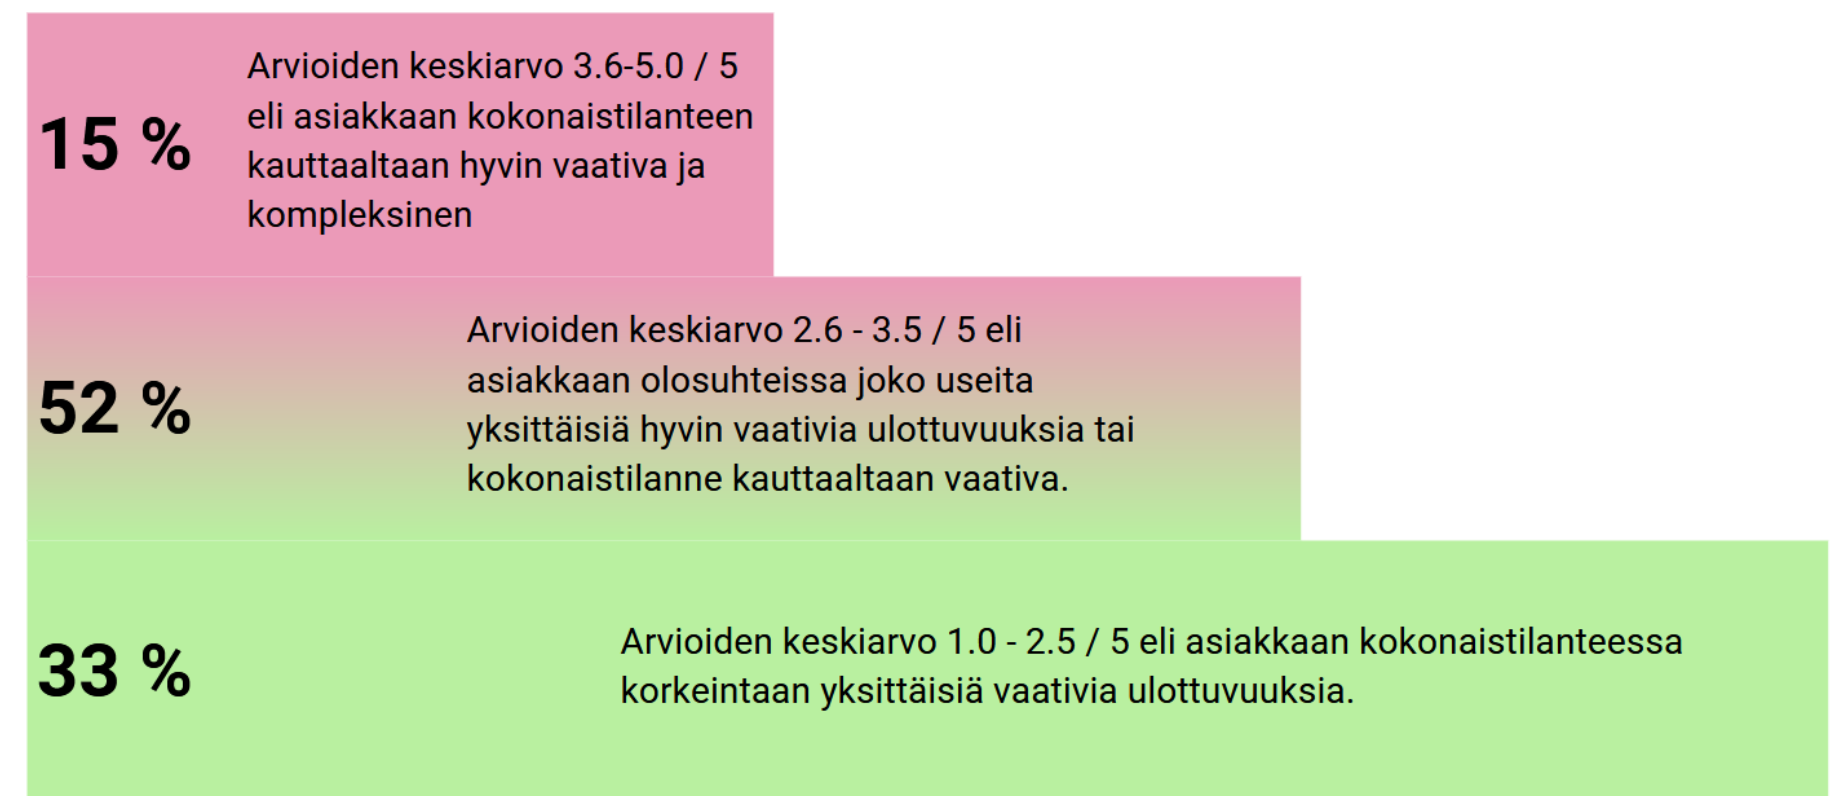 15 %
Arvioiden keskiarvo 3.6-5.0 / 5
eli asiakkaan kokonaistilanteen
kauttaaltaan hyvin vaativa ja
kompleksinen
52 %
Arvioiden keskiarvo 2.6 - 3.5 / 5 eli
asiakkaan olosuhteissa joko useita
yksittäisiä hyvin vaativia ulottuvuuksia tai
kokonaistilanne kauttaaltaan vaativa.
33 %
Arvioiden keskiarvo 1.0 - 2.5 / 5 eli asiakkaan kokonaistilanteessa
korkeintaan yksittäisiä vaativia ulottuvuuksia.